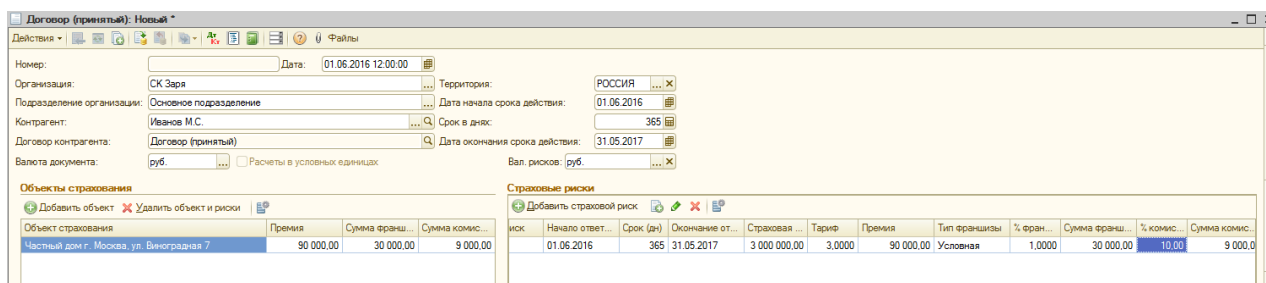 Договор (принятый): Новый *
Действия Файлы
Номер: Дата: 01.06.2016 12:00:00
Организация: СК Заря ... Территория: РОССИЯ ...
Подразделение организации: Основное подразделение ... Дата начала срока действия: 01.06.2016
Контрагент: Иванов М.С. ... Срок в днях: 365
Договор контрагента: Договор (принятый) Дата окончания срока действия: 31.05.2017
Валюта документа: руб. ... Расчеты в условных единицах Вал. рисков: руб. ...
Объекты страхования Страховые риски
Добавить объект Удалить объект и риски Добавить страховой риск
Объект страхования Премия Сумма франш... Сумма комис... иск Начало ответ... Срок (дн) Окончание от... Страховая ... Тариф Премия Тип франшизы % фран... Сумма франш... % комис... Сумма комис...
Частный дом г. Москва, ул. Виноградная 7 90 000,00 30 000,00 9 000,00 01.06.2016 365 31.05.2017 3 000 000,00 3,0000 90 000,00 Условная 1,0000 30 000,00 10,00 9 000,0